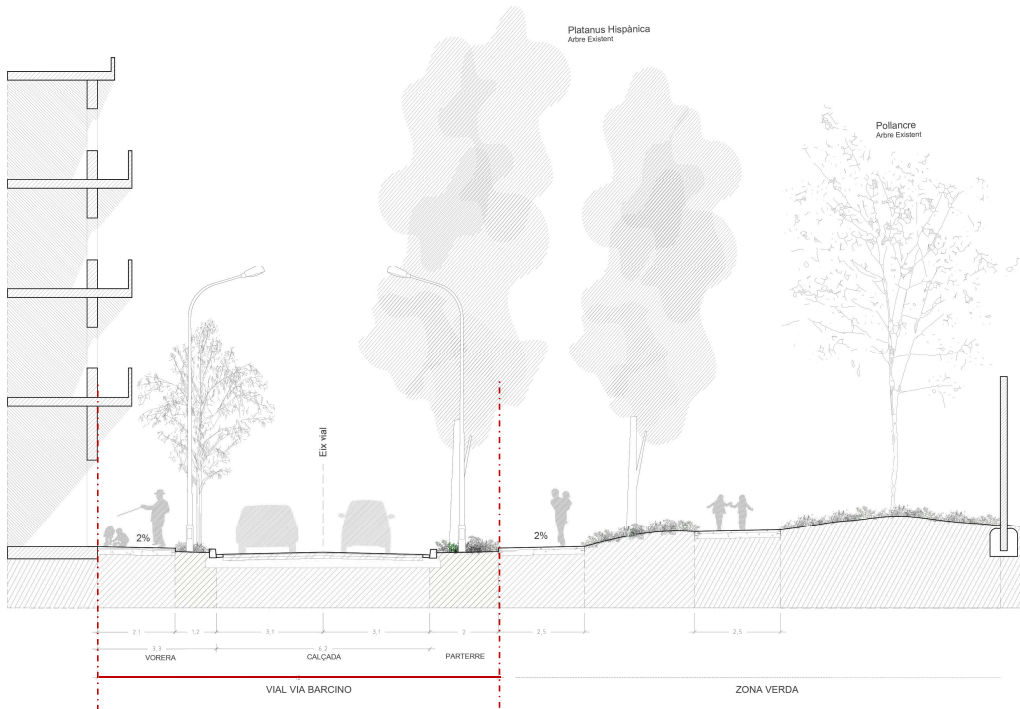 Platanus Hispànica
Arbre Existent
Pollancre
Arbre Existent
Eix vial
2%
2%
2.1
1,2
3,1
3,1
2
2,5
2,5
3,3
6,2
VORERA
CALÇADA
PARTERRE
VIAL VIA BARCINO
ZONA VERDA